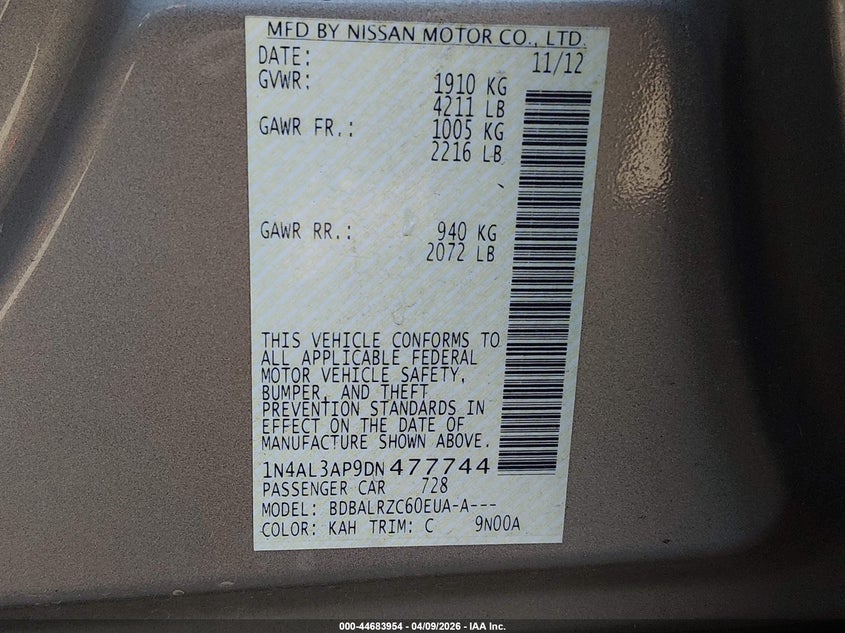 MFD BY NISSAN MOTOR CO., LTD.
DATE: 11/12
GVWR: 1910 KG
4211 LB
GAWR FR.: 1005 KG
2216 LB
GAWR RR.: 940 KG
2072 LB
THIS VEHICLE CONFORMS TO
ALL APPLICABLE FEDERAL
MOTOR VEHICLE SAFETY,
BUMPER, AND THEFT
PREVENTION STANDARDS IN
EFFECT ON THE DATE OF
MANUFACTURE SHOWN ABOVE.
1N4AL3AP9DN477744
PASSENGER CAR 728
MODEL: BDBALRZC60EUA-A---
COLOR: KAH TRIM: C 9N00A
000-44683954 - 04/09/2026 - IAA Inc.